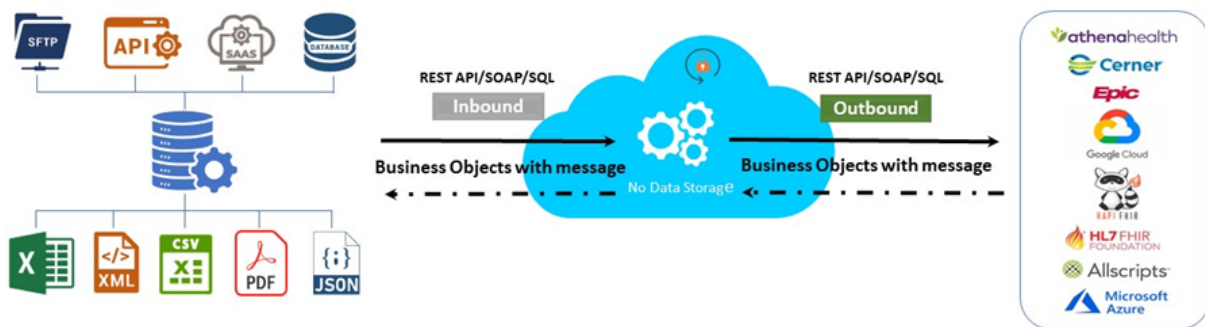 SFTP
API
SAAS
DATABASE
X
</>
XML
CSV
X
PDF
{;}
JSON
REST API/SOAP/SQL
Inbound
Business Objects with message
No Data Storage
REST API/SOAP/SQL
Outbound
Business Objects with message
athenahealth
Cerner
Epic
Google Cloud
HAPI FHIR
HL7 FHIR
FOUNDATION
Allscripts
Microsoft
Azure